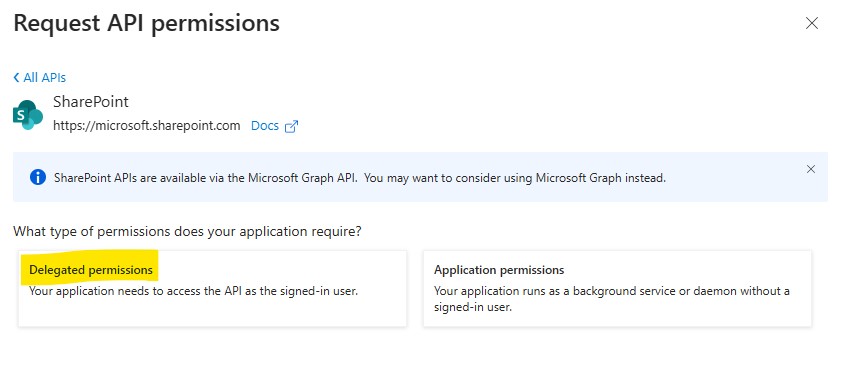 Request API permissions
All APIs
SharePoint
https://microsoft.sharepoint.com Docs
SharePoint APIs are available via the Microsoft Graph API. You may want to consider using Microsoft Graph instead.
What type of permissions does your application require?
Delegated permissions
Your application needs to access the API as the signed-in user.
Application permissions
Your application runs as a background service or daemon without a
signed-in user.